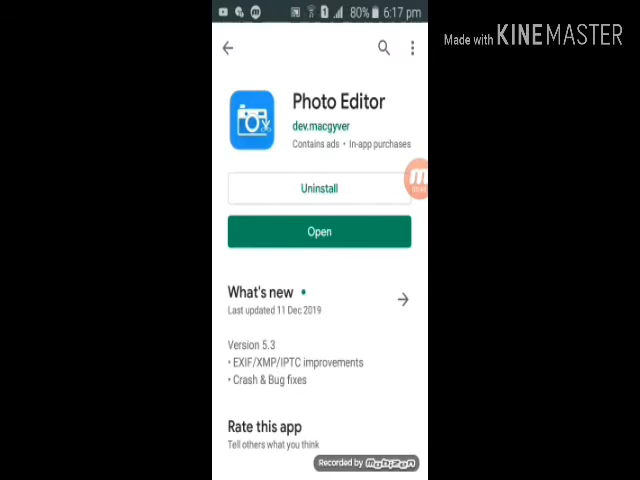 80% 6:17 pm
Made with KINEMASTER
Photo Editor
dev.macgyver
Contains ads • In-app purchases
Uninstall
Open
What's new •
Last updated 11 Dec 2019
Version 5.3
• EXIF/XMP/IPTC improvements
• Crash & Bug fixes
Rate this app
Tell others what you think
Recorded by mobizen